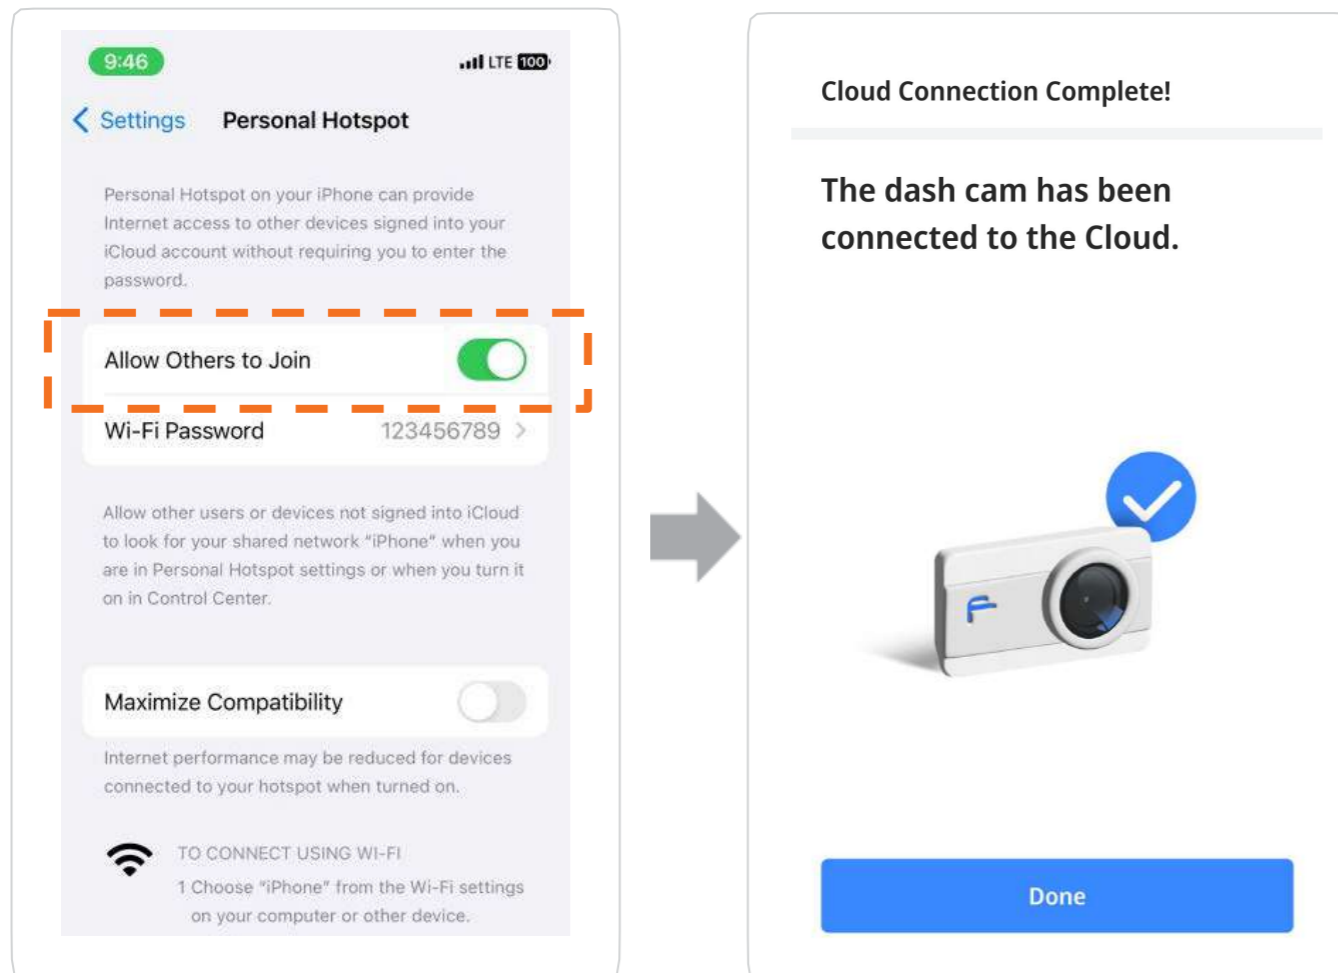 9:46
LTE 100
Settings
Personal Hotspot
Personal Hotspot on your iPhone can provide
Internet access to other devices signed into your
iCloud account without requiring you to enter the
password.
Allow Others to Join
Wi-Fi Password 123456789
Allow other users or devices not signed into iCloud
to look for your shared network “iPhone” when you
are in Personal Hotspot settings or when you turn it
on in Control Center.
Maximize Compatibility
Internet performance may be reduced for devices
connected to your hotspot when turned on.
TO CONNECT USING WI-FI
1 Choose “iPhone” from the Wi-Fi settings
on your computer or other device.
Cloud Connection Complete!
The dash cam has been
connected to the Cloud.
Done